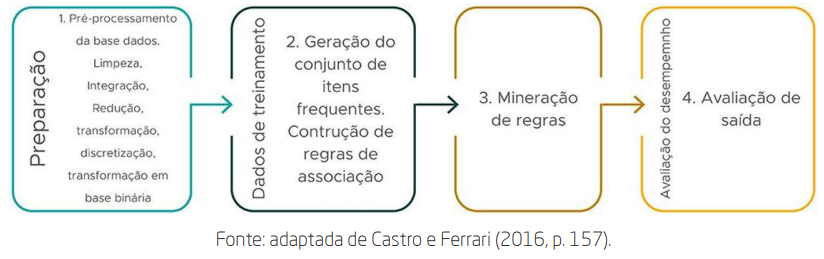 Preparação
1. Pré-processamento
da base dados.
Limpeza,
Integração,
Redução,
transformação,
discretização,
transformação em
base binária
Dados de treinamento
2. Geração do
conjunto de
itens
frequentes.
Contrução de
regras de
associação
3. Mineração
de regras
Avaliação do desempemnho
4. Avaliação de
saída
Fonte: adaptada de Castro e Ferrari (2016, p. 157).